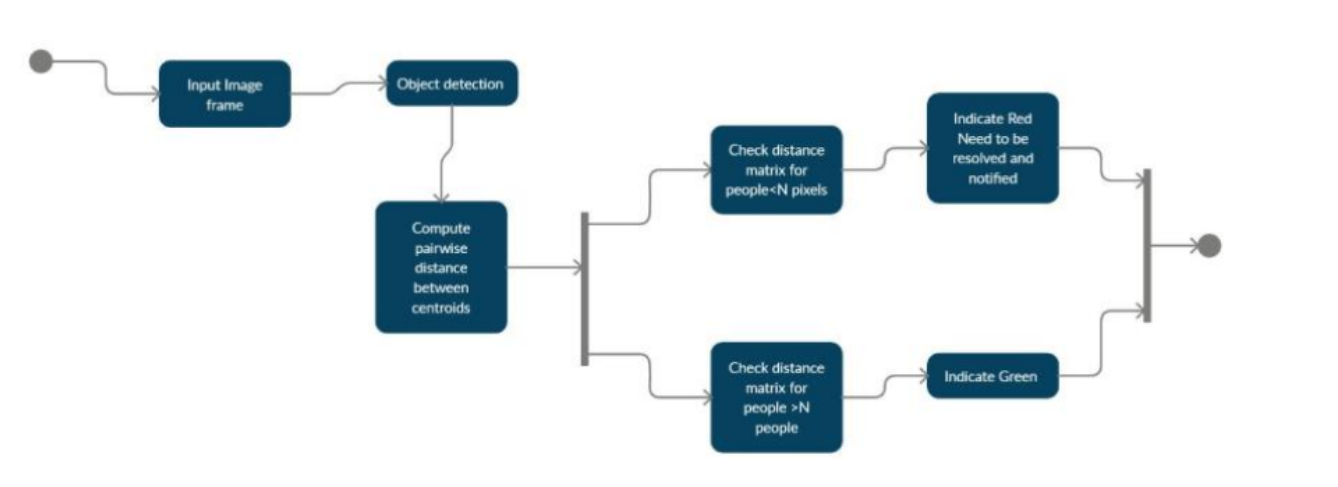 Input Image
frame
Object detection
Compute
pairwise
distance
between
centroids
Check distance
matrix for
people<N pixels
Indicate Red
Need to be
resolved and
notified
Check distance
matrix for
people >N
people
Indicate Green